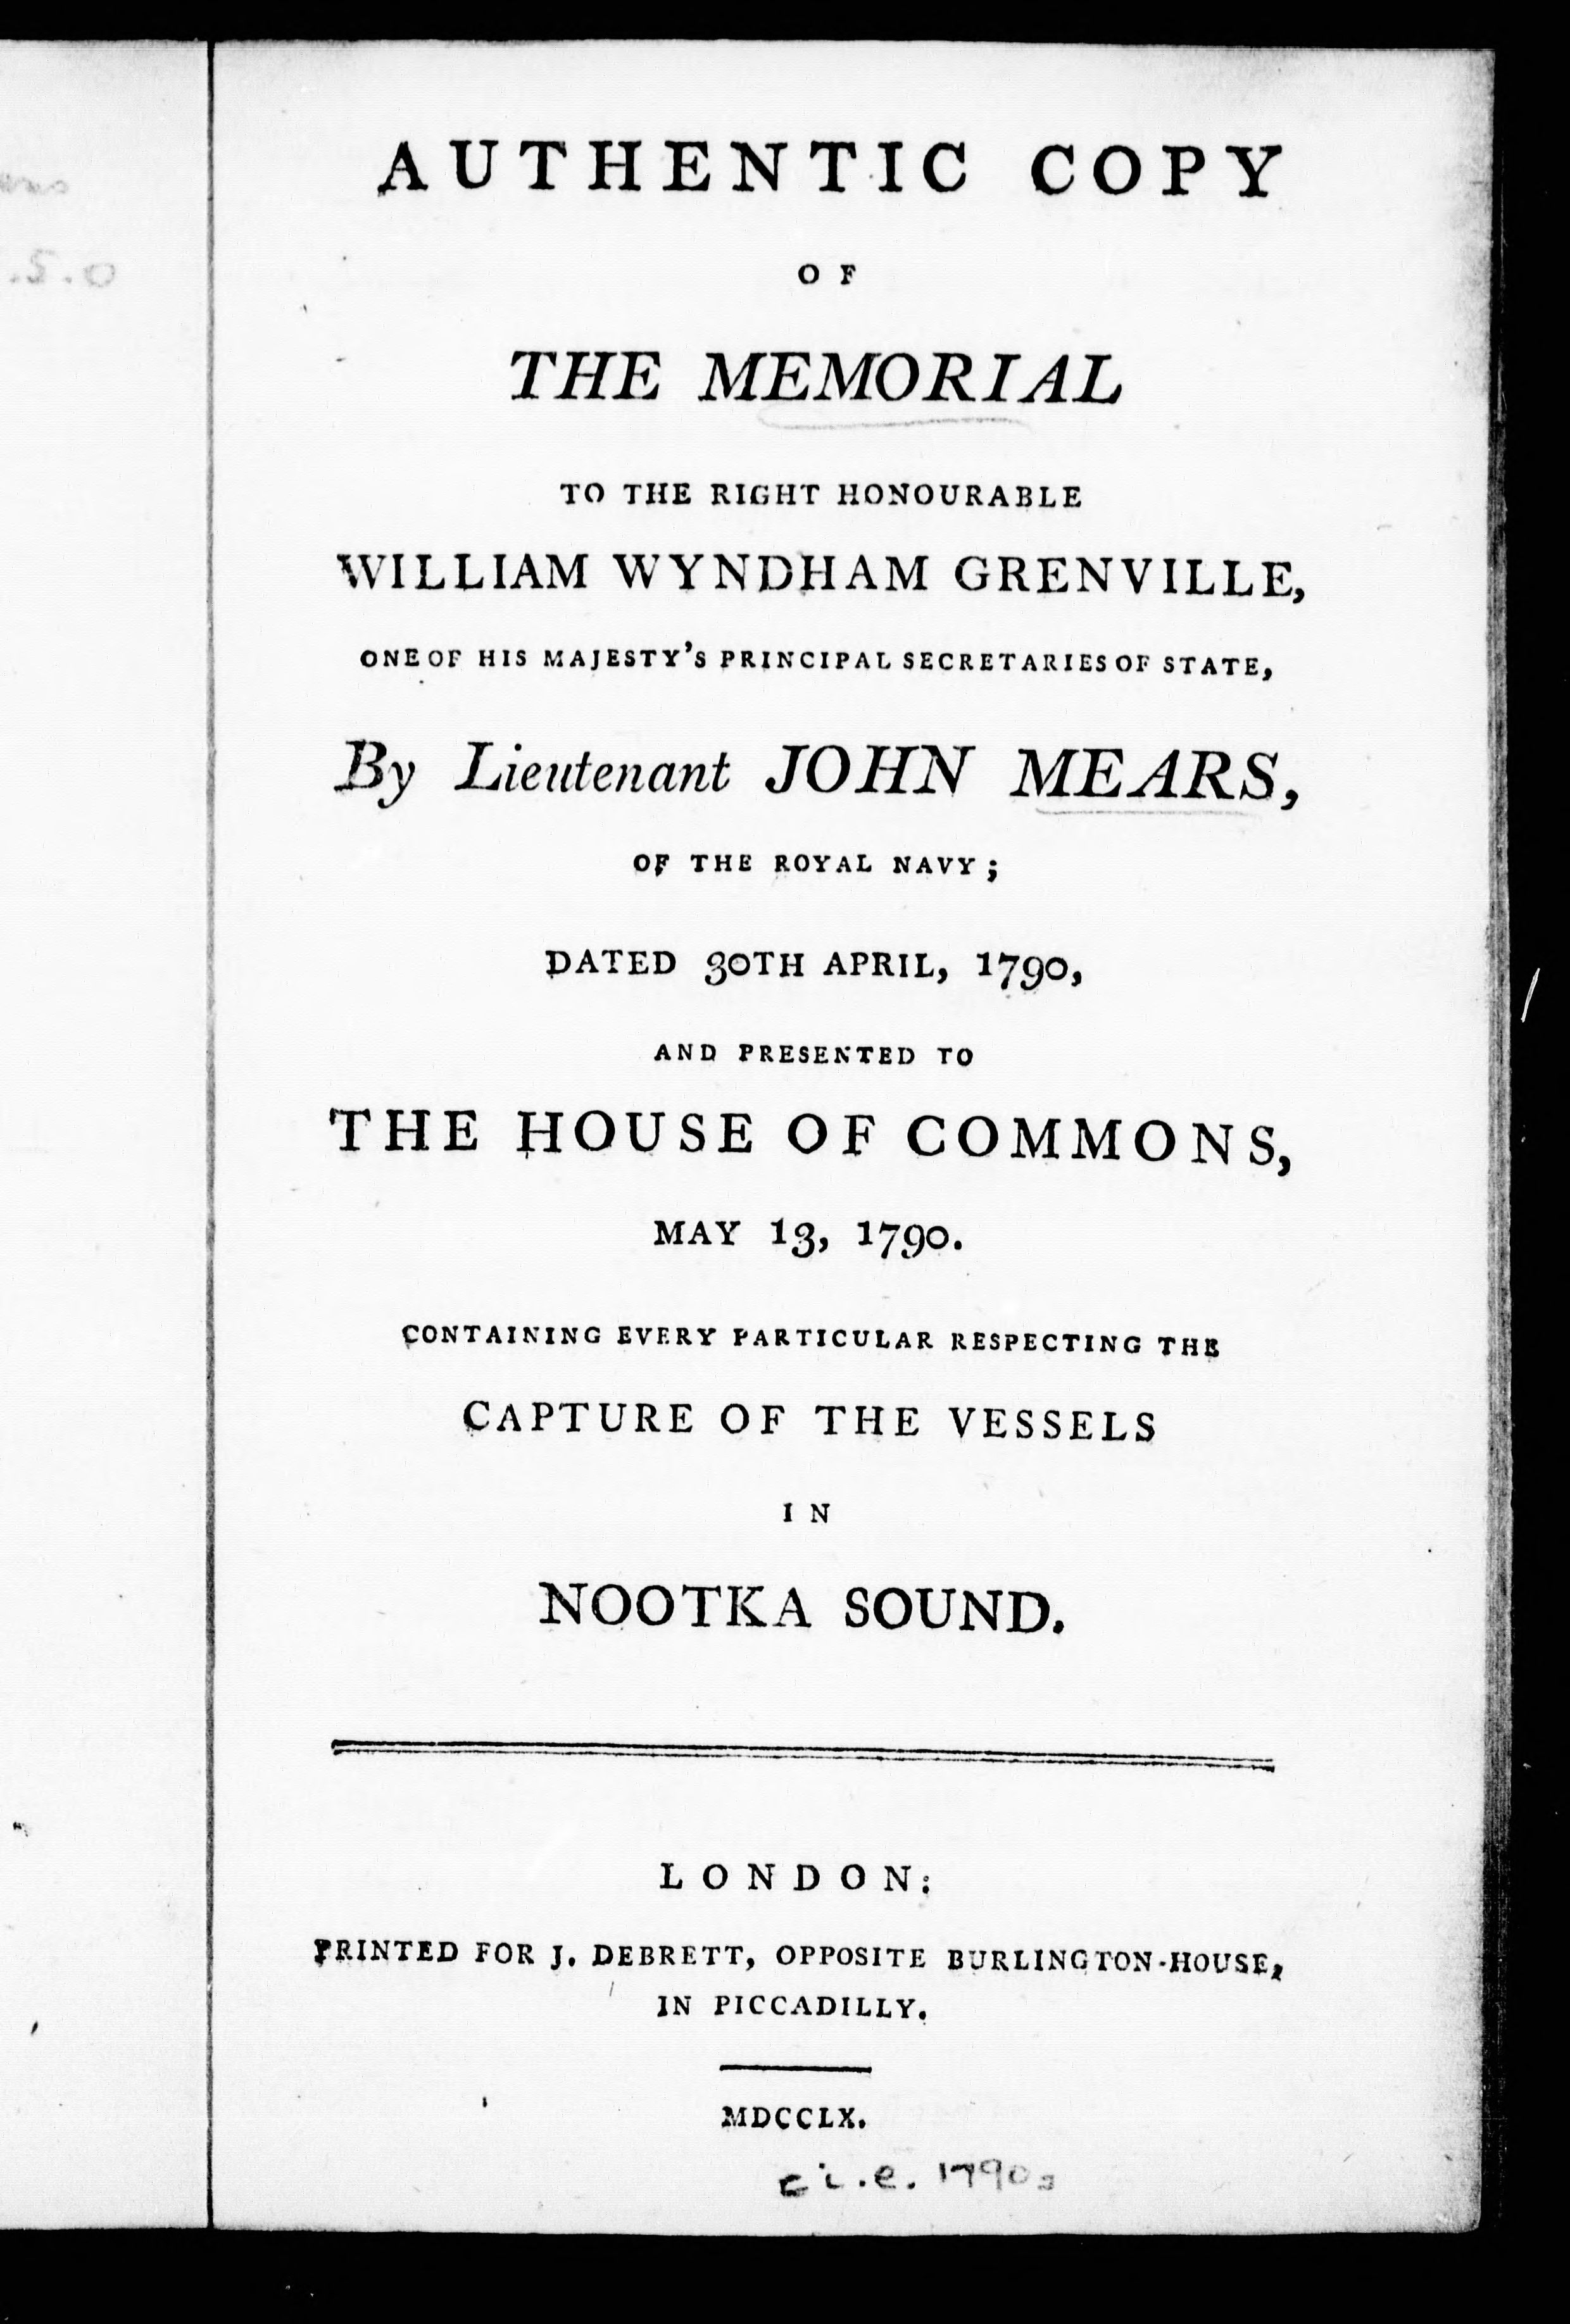 AUTHENTIC COPY
OF
THE MEMORIAL
TO THE RIGHT HONOURABLE
WILLIAM WYNDHAM GRENVILLE,
ONE OF HIS MAJESTY'S PRINCIPAL SECRETARIES OF STATE,
By Lieutenant JOHN MEARS,
OF THE ROYAL NAVY;
DATED 30TH APRIL, 1790,
AND PRESENTED TO
THE HOUSE OF COMMONS,
MAY 13, 1790.
CONTAINING EVERY PARTICULAR RESPECTING THE
CAPTURE OF THE VESSELS
IN
NOOTKA SOUND.
LONDON:
PRINTED FOR J. DEBRETT, OPPOSITE BURLINGTON-HOUSE,
IN PICCADILLY.
MDCCLX.
[i.e. 1790]